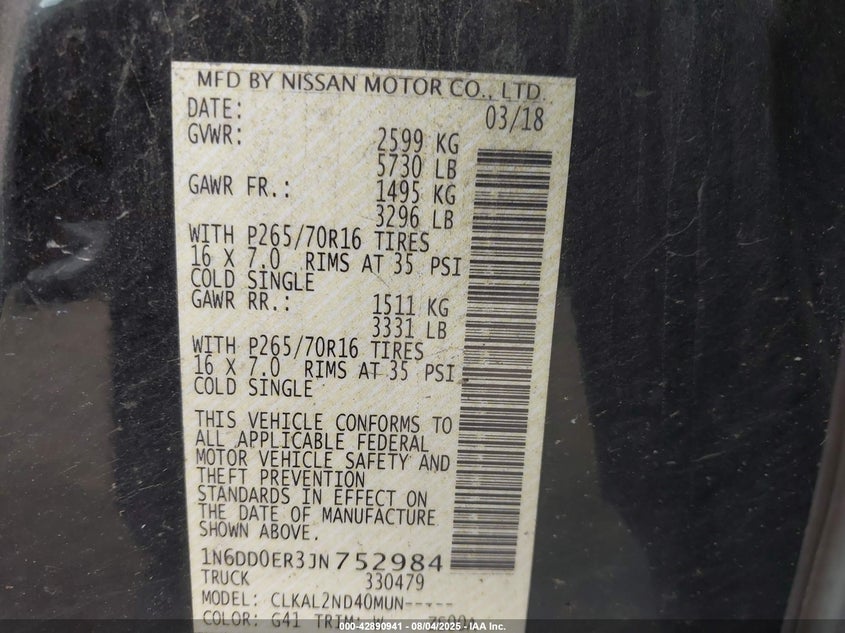 MFD BY NISSAN MOTOR CO., LTD.
DATE: 03/18
GVWR: 2599 KG
5730 LB
GAWR FR.: 1495 KG
3296 LB
WITH P265/70R16 TIRES
16 X 7.0 RIMS AT 35 PSI
COLD SINGLE
GAWR RR.: 1511 KG
3331 LB
WITH P265/70R16 TIRES
16 X 7.0 RIMS AT 35 PSI
COLD SINGLE
THIS VEHICLE CONFORMS TO
ALL APPLICABLE FEDERAL
MOTOR VEHICLE SAFETY AND
THEFT PREVENTION
STANDARDS IN EFFECT ON
THE DATE OF MANUFACTURE
SHOWN ABOVE.
1N6DD0ER3JN752984
TRUCK 330479
MODEL: CLKAL2ND40MUN-----
COLOR: G41 TRIM: W
000-42890941 - 08/04/2025 - IAA Inc.